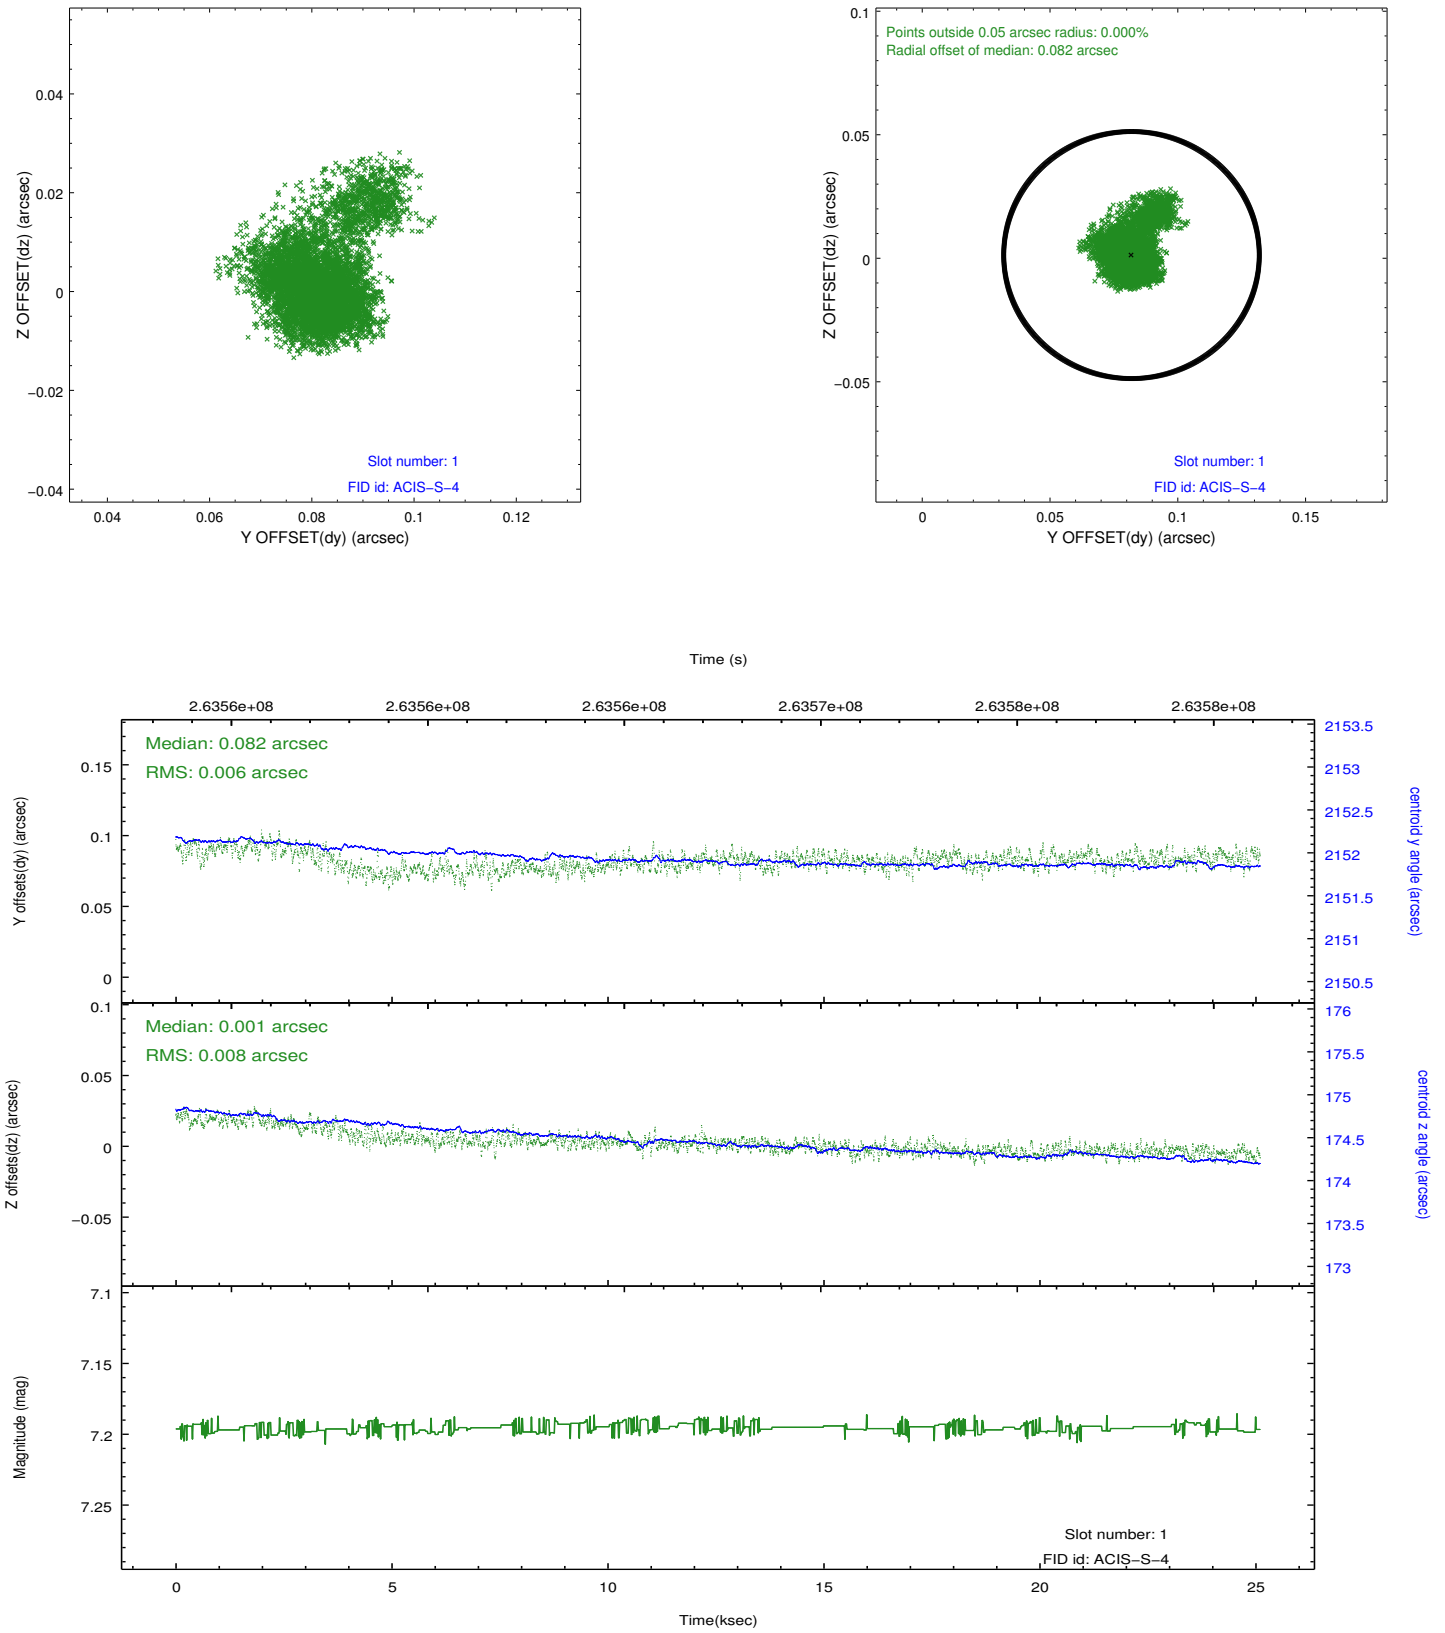 0.04
0.02
0
−0.02
−0.04
Z OFFSET(dz) (arcsec)
Slot number: 1
FID id: ACIS−S−4
0.04 0.06 0.08 0.1 0.12
Y OFFSET(dy) (arcsec)
Points outside 0.05 arcsec radius: 0.000%
Radial offset of median: 0.082 arcsec
0.1
0.05
0
−0.05
Z OFFSET(dz) (arcsec)
Slot number: 1
FID id: ACIS−S−4
0 0.05 0.1 0.15
Y OFFSET(dy) (arcsec)
Time (s)
2.6356e+08 2.6356e+08 2.6356e+08 2.6357e+08 2.6358e+08 2.6358e+08
Median: 0.082 arcsec
RMS: 0.006 arcsec
0.15
0.1
0.05
0
Y offsets(dy) (arcsec)
2153.5
2153
2152.5
2152
2151.5
2151
2150.5
centroid y angle (arcsec)
Median: 0.001 arcsec
RMS: 0.008 arcsec
0.1
0.05
0
−0.05
Z offsets(dz) (arcsec)
176
175.5
175
174.5
174
173.5
173
centroid z angle (arcsec)
7.1
7.15
7.2
7.25
Magnitude (mag)
Slot number: 1
FID id: ACIS−S−4
0 5 10 15 20 25
Time(ksec)